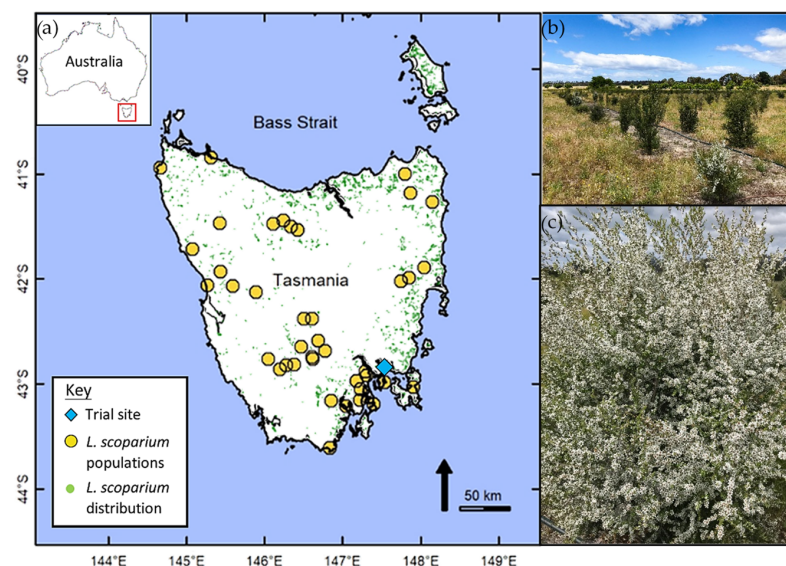 (a)
Australia
Bass Strait
Tasmania
40°S
41°S
42°S
43°S
44°S
Key
Trial site
L. scoparium
populations
L. scoparium
distribution
50 km
144°E 145°E 146°E 147°E 148°E 149°E
(b)
(c)